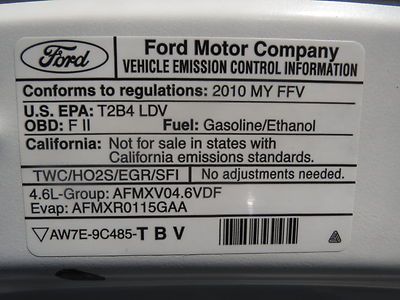 Ford
Ford Motor Company
VEHICLE EMISSION CONTROL INFORMATION
Conforms to regulations: 2010 MY FFV
U.S. EPA: T2B4 LDV
OBD: F II Fuel: Gasoline/Ethanol
California: Not for sale in states with
California emissions standards.
TWC/HO2S/EGR/SFI No adjustments needed.
4.6L-Group: AFMXV04.6VDF
Evap: AFMXR0115GAA
AW7E-9C485-T B V